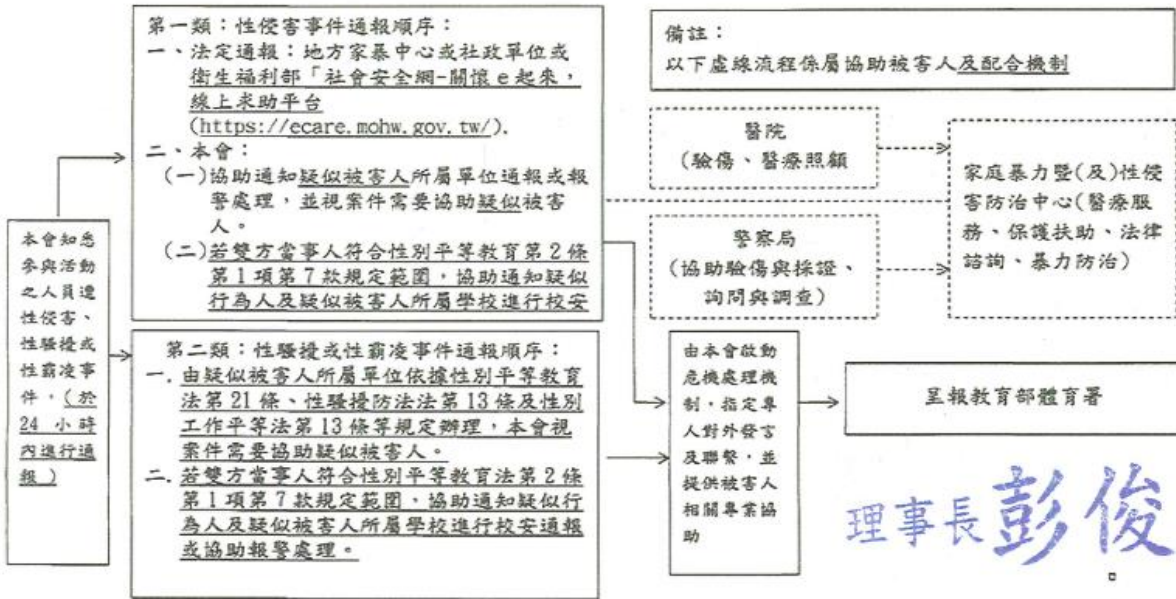 本會知悉
參與活動
之人員遭
性侵害、
性騷擾或
性霸凌事
件，(於
24 小時
內進行通
報)
第一類：性侵害事件通報順序：
一、法定通報：地方家暴中心或社政單位或
衛生福利部「社會安全網-關懷 e 起來，
線上求助平台
(https://ecare.mohw.gov.tw/).
二、本會：
(一)協助通知疑似被害人所屬單位通報或報
警處理，並視案件需要協助疑似被害
人。
(二)若雙方當事人符合性別平等教育第 2 條
第 1 項第 7 款規定範圍，協助通知疑似
行為人及疑似被害人所屬學校進行校安
第二類：性騷擾或性霸凌事件通報順序：
一.由疑似被害人所屬單位依據性別平等教育
法第 21 條、性騷擾防法法第 13 條及性別
工作平等法第 13 條等規定辦理，本會視
案件需要協助疑似被害人。
二.若雙方當事人符合性別平等教育法第 2 條
第 1 項第 7 款規定範圍，協助通知疑似行
為人及疑似被害人所屬學校進行校安通報
或協助報警處理。
備註：
以下虛線流程係屬協助被害人及配合機制
醫院
(驗傷、醫療照顧
警察局
(協助驗傷與採證、
詢問與調查)
家庭暴力暨(及)性侵
害防治中心(醫療服
務、保護扶助、法律
諮詢、暴力防治)
由本會啟動
危機處理機
制，指定專
人對外發言
及聯繫，並
提供被害人
相關專業協
助
呈報教育部體育署
理事長彭俊